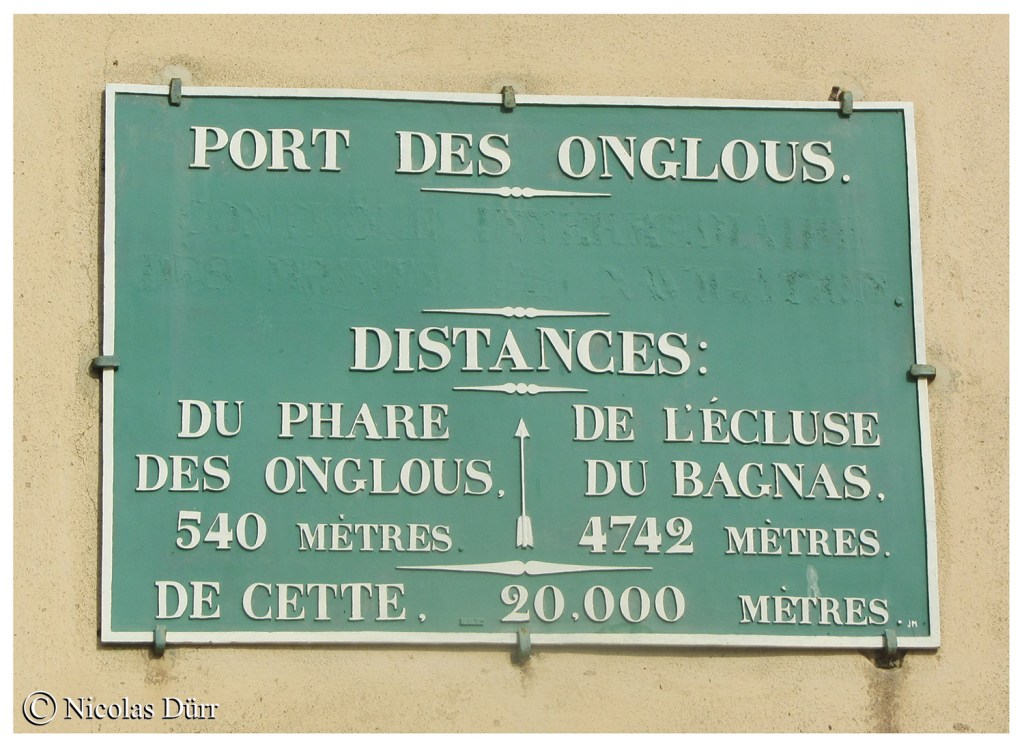 PORT DES ONGLOUS.
DISTANCES:
DU PHARE
DES ONGLOUS,
540 MÈTRES.
DE L'ÉCLUSE
DU BAGNAS,
4742 MÈTRES.
DE CETTE, 20,000 MÈTRES.
JM
© Nicolas Dürr